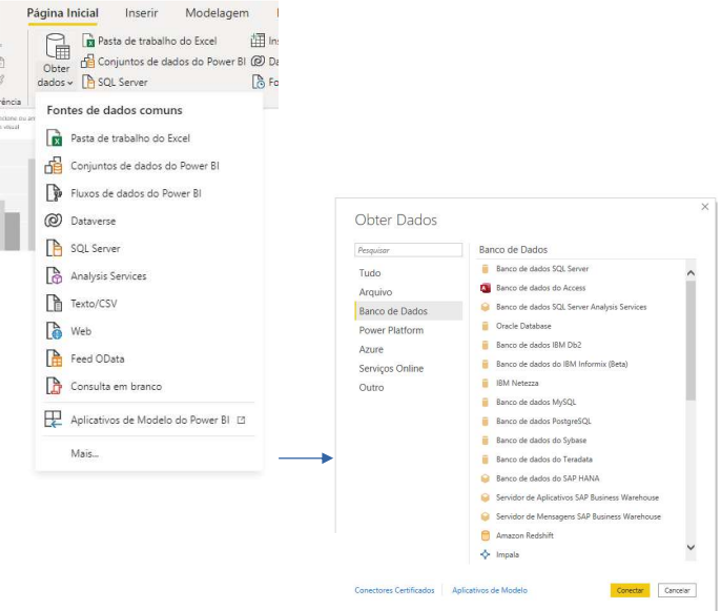 Página Inicial Inserir Modelagem
Pasta de trabalho do Excel
Conjuntos de dados do Power BI
SQL Server
Obter
dados
Fontes de dados comuns
Pasta de trabalho do Excel
Conjuntos de dados do Power BI
Fluxos de dados do Power BI
Dataverse
SQL Server
Analysis Services
Texto/CSV
Web
Feed OData
Consulta em branco
Aplicativos de Modelo do Power BI
Mais...
Obter Dados
Pesquisar
Tudo
Arquivo
Banco de Dados
Power Platform
Azure
Serviços Online
Outro
Banco de Dados
Banco de dados SQL Server
Banco de dados do Access
Banco de dados SQL Server Analysis Services
Oracle Database
Banco de dados IBM Db2
Banco de dados do IBM Informix (Beta)
IBM Netezza
Banco de dados MySQL
Banco de dados PostgreSQL
Banco de dados do Sybase
Banco de dados do Teradata
Banco de dados do SAP HANA
Servidor de Aplicativos SAP Business Warehouse
Servidor de Mensagens SAP Business Warehouse
Amazon Redshift
Impala
Conectores Certificados Aplicativos de Modelo
Conectar Cancelar